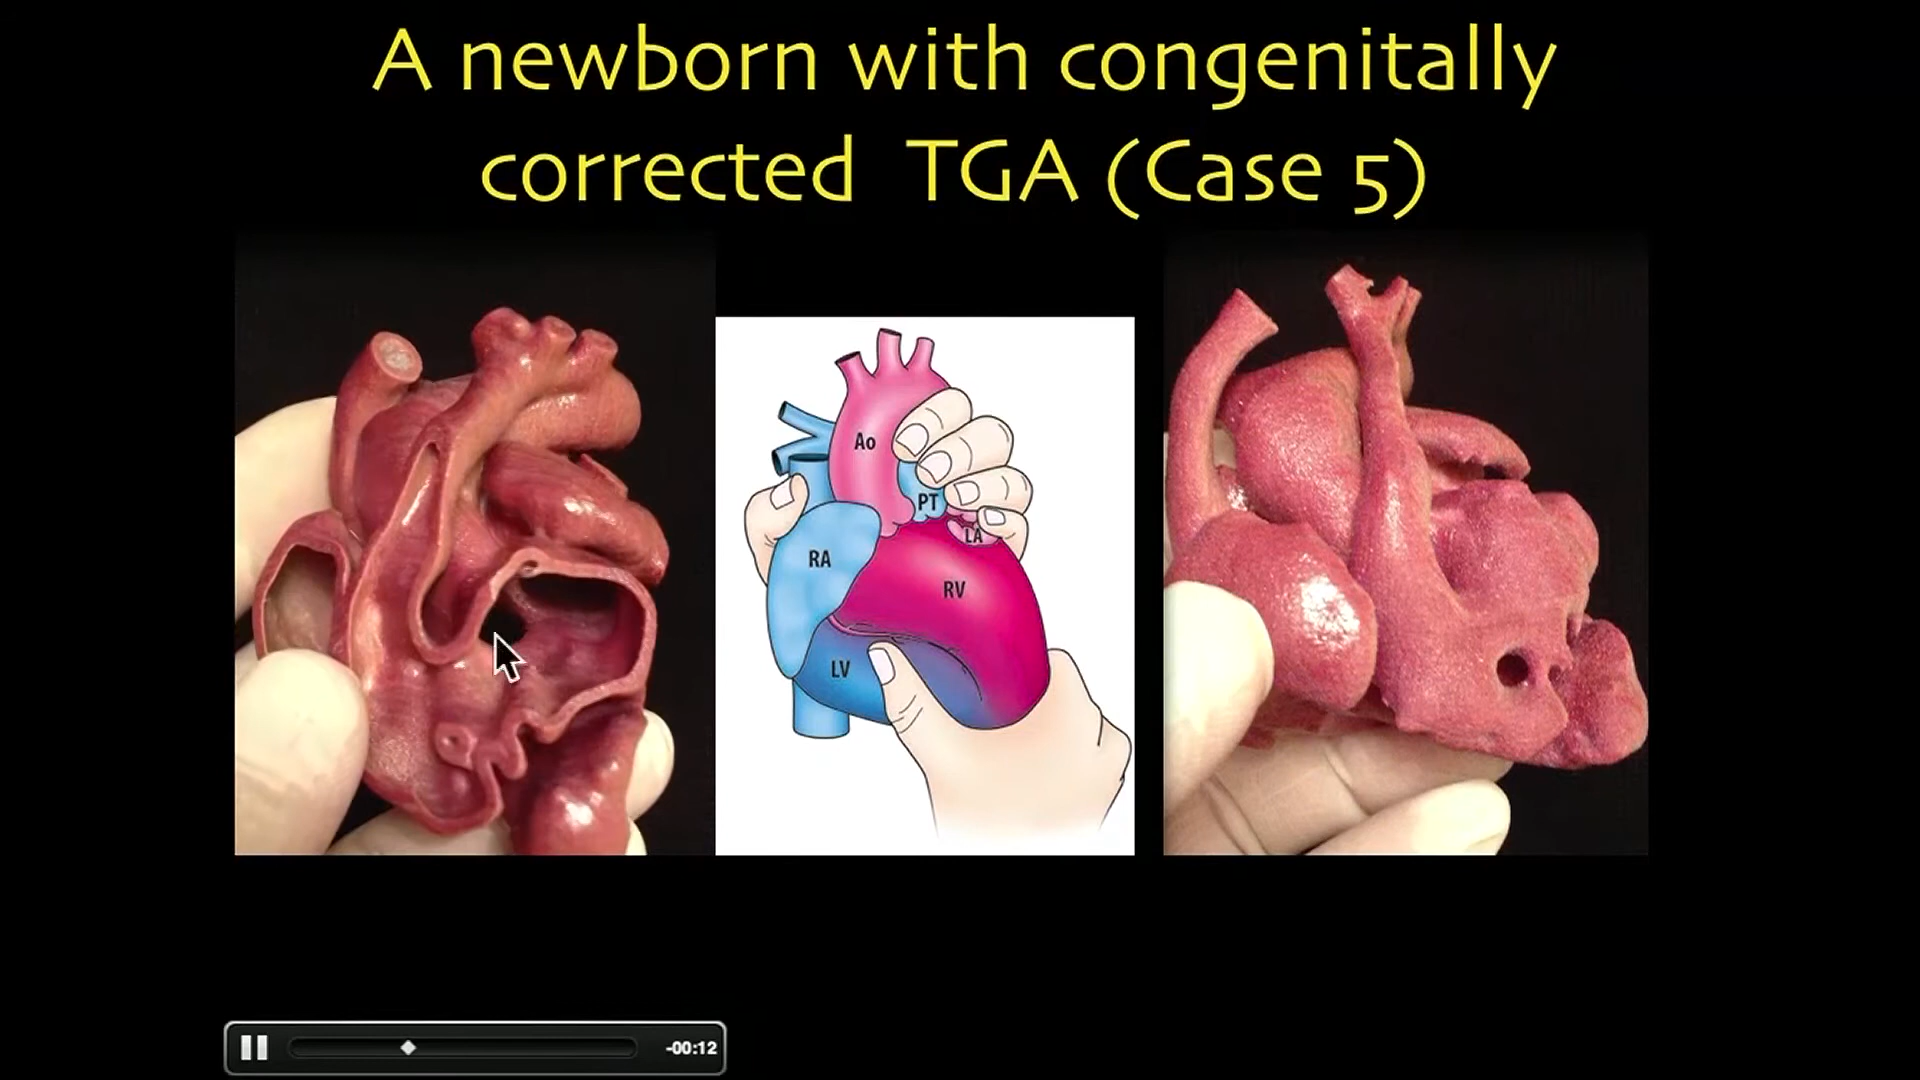 A newborn with congenitally
corrected TGA (Case 5)
Ao
PT
LA
RA
RV
LV
-00:12